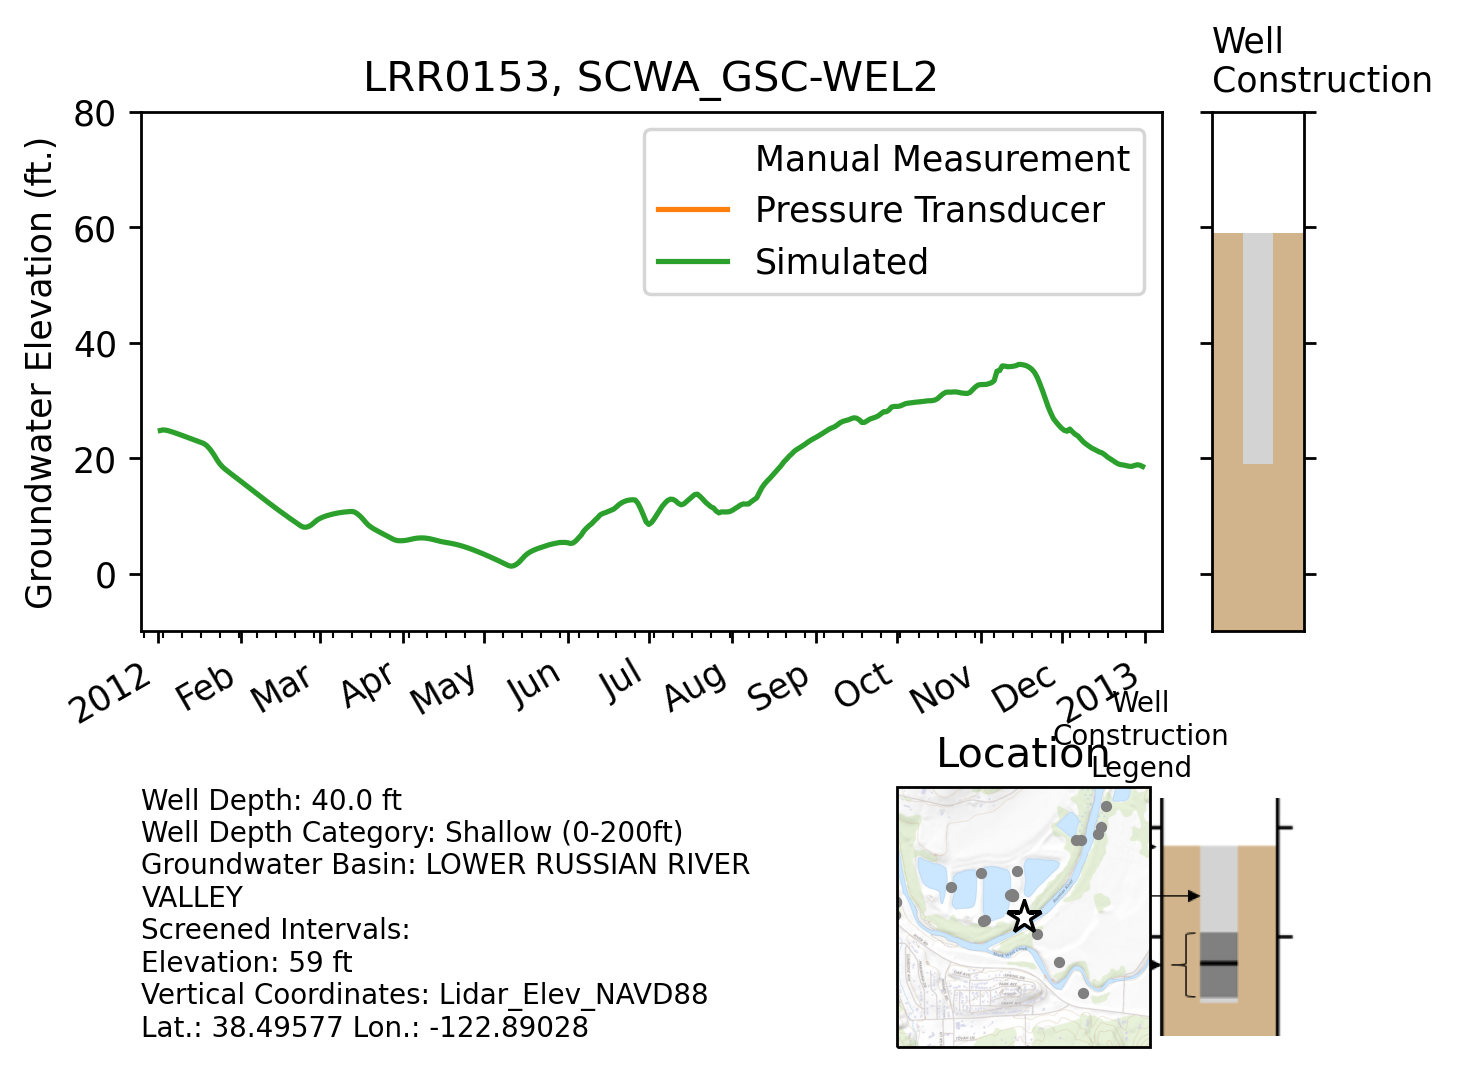 Well
Construction
LRR0153, SCWA_GSC-WEL2
Groundwater Elevation (ft.)
80
60
40
20
0
Manual Measurement
Pressure Transducer
Simulated
2012
Feb
Mar
Apr
May
Jun
Jul
Aug
Sep
Oct
Nov
Dec
2013
Well
Construction
Legend
Location
Well Depth: 40.0 ft
Well Depth Category: Shallow (0-200ft)
Groundwater Basin: LOWER RUSSIAN RIVER
VALLEY
Screened Intervals:
Elevation: 59 ft
Vertical Coordinates: Lidar_Elev_NAVD88
Lat.: 38.49577 Lon.: -122.89028